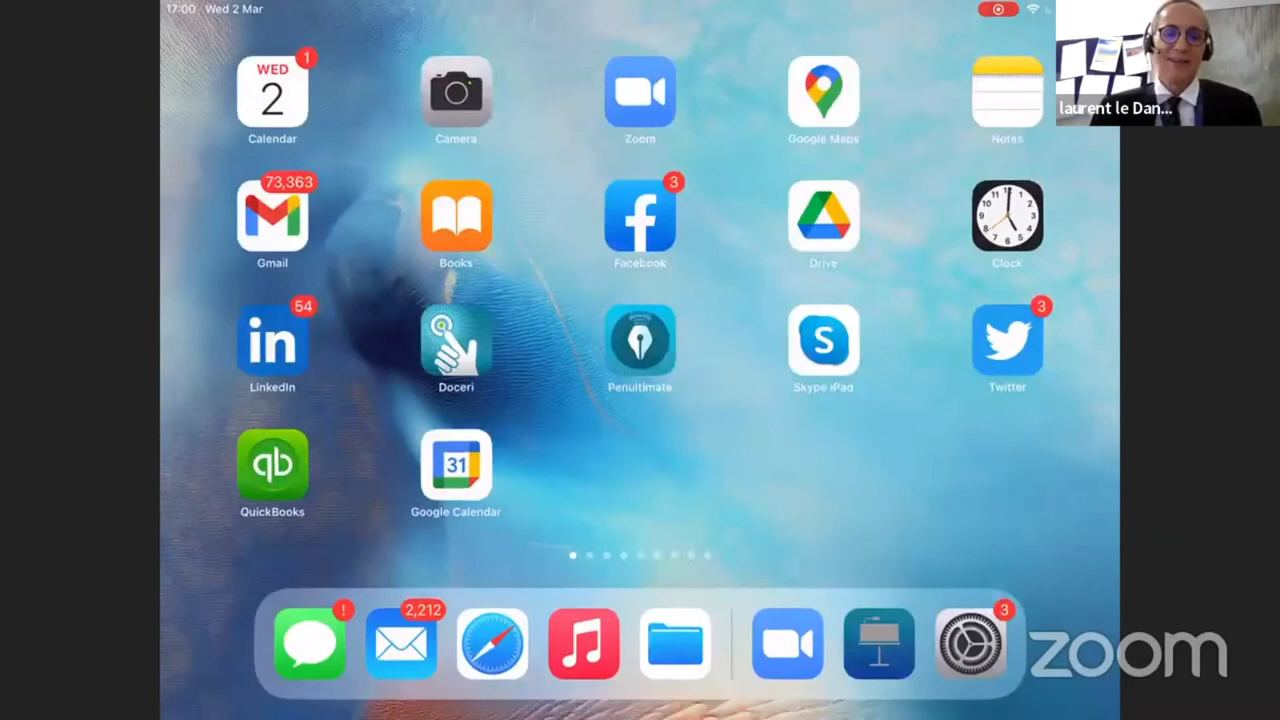 17:00 Wed 2 Mar
WED
2
1
Calendar
Camera
Zoom
Google Maps
Notes
laurent le Dan...
73,363
Gmail
Books
3
Facebook
Drive
Clock
in
54
LinkedIn
Doceri
Penultimate
S
Skype iPad
3
Twitter
qb
QuickBooks
31
Google Calendar
!
2,212
3
zoom